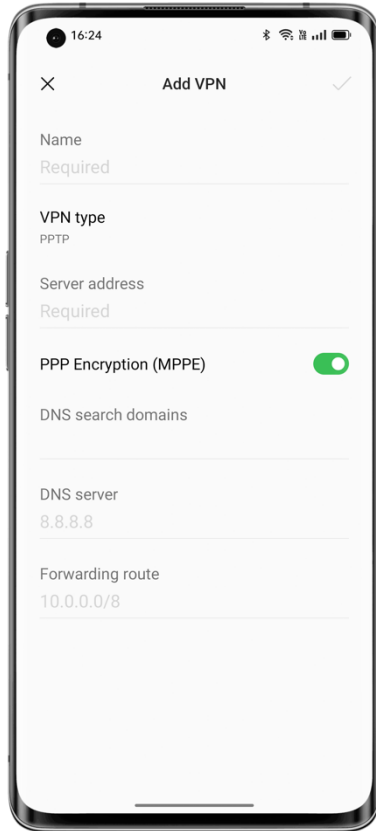 16:24
Add VPN
Name
Required
VPN type
PPTP
Server address
Required
PPP Encryption (MPPE)
DNS search domains
DNS server
8.8.8.8
Forwarding route
10.0.0.0/8